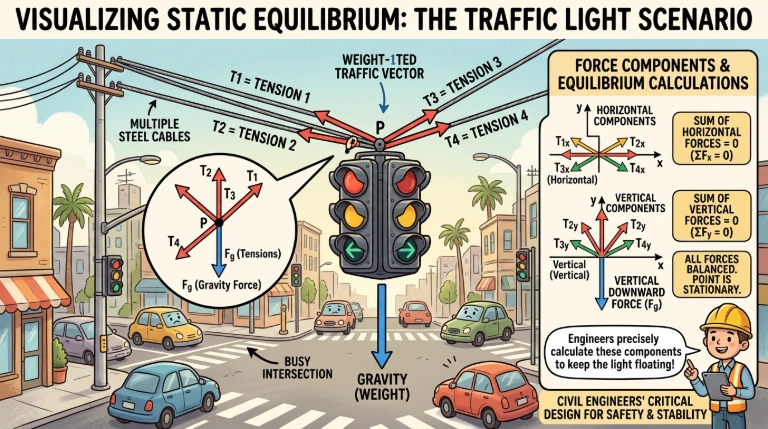 VISUALIZING STATIC EQUILIBRIUM: THE TRAFFIC LIGHT SCENARIO
WEIGHT-1TED
TRAFFIC VECTOR
T1 = TENSION 1
T2 = TENSION 2
T3 = TENSION 3
T4 = TENSION 4
P
MULTIPLE
STEEL CABLES
T2
T1
T3
P
T4
Fg (Tensions)
Fg (Gravity Force)
BUSY
INTERSECTION
GRAVITY
(WEIGHT)
FORCE COMPONENTS &
EQUILIBRIUM CALCULATIONS
y
HORIZONTAL
COMPONENTS
T1x
T2x
x
T3x
T4x
(Horizontal)
SUM OF
HORIZONTAL
FORCES = 0
(ΣFx = 0)
y
VERTICAL
COMPONENTS
T2y
T2y
T3y
T4y
x
Vertical
(Vertical)
VERTICAL
DOWNWARD
FORCE (Fg)
SUM OF
VERTICAL
FORCES = 0
(ΣFy = 0)
ALL FORCES
BALANCED.
POINT IS
STATIONARY.
Engineers precisely
calculate these components
to keep the light floating!
CIVIL ENGINEERS' CRITICAL
DESIGN FOR SAFETY & STABILITY